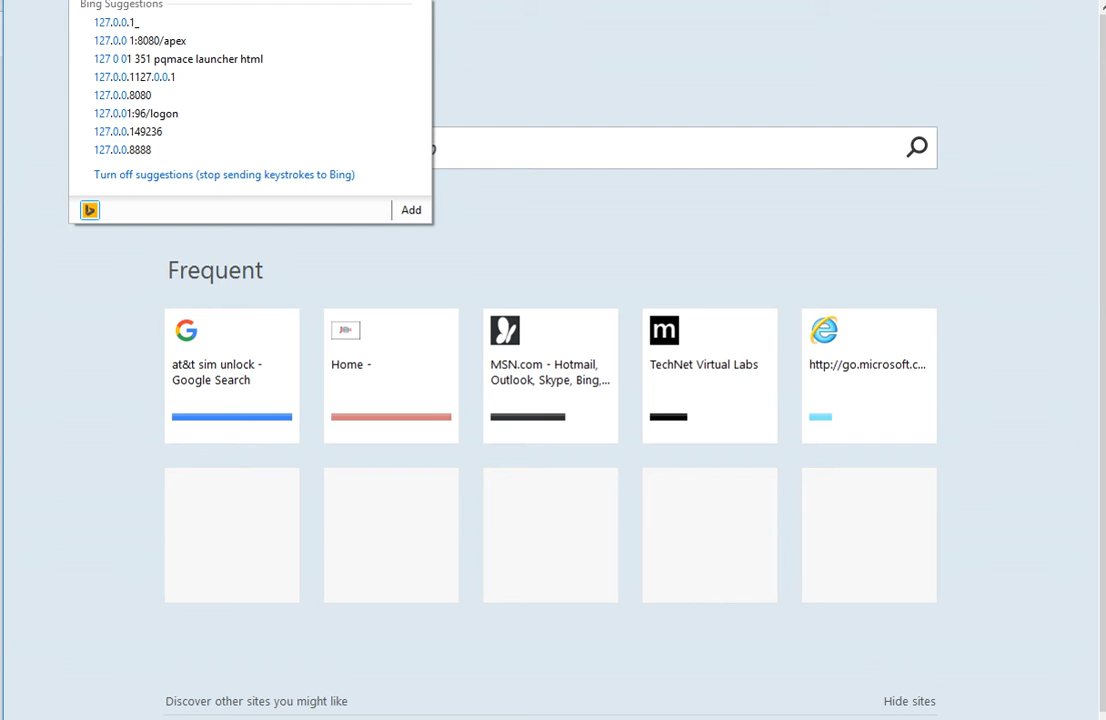 Bing Suggestions
127.0.0.1_
127.0.0 1:8080/apex
127 0 01 351 pqmace launcher html
127.0.0.1127.0.0.1
127.0.0.8080
127.0.01:96/logon
127.0.0.149236
127.0.0.8888
Turn off suggestions (stop sending keystrokes to Bing)
Add
Frequent
at&t sim unlock -
Google Search
Home -
MSN.com - Hotmail,
Outlook, Skype, Bing,...
TechNet Virtual Labs
http://go.microsoft.c...
Discover other sites you might like
Hide sites